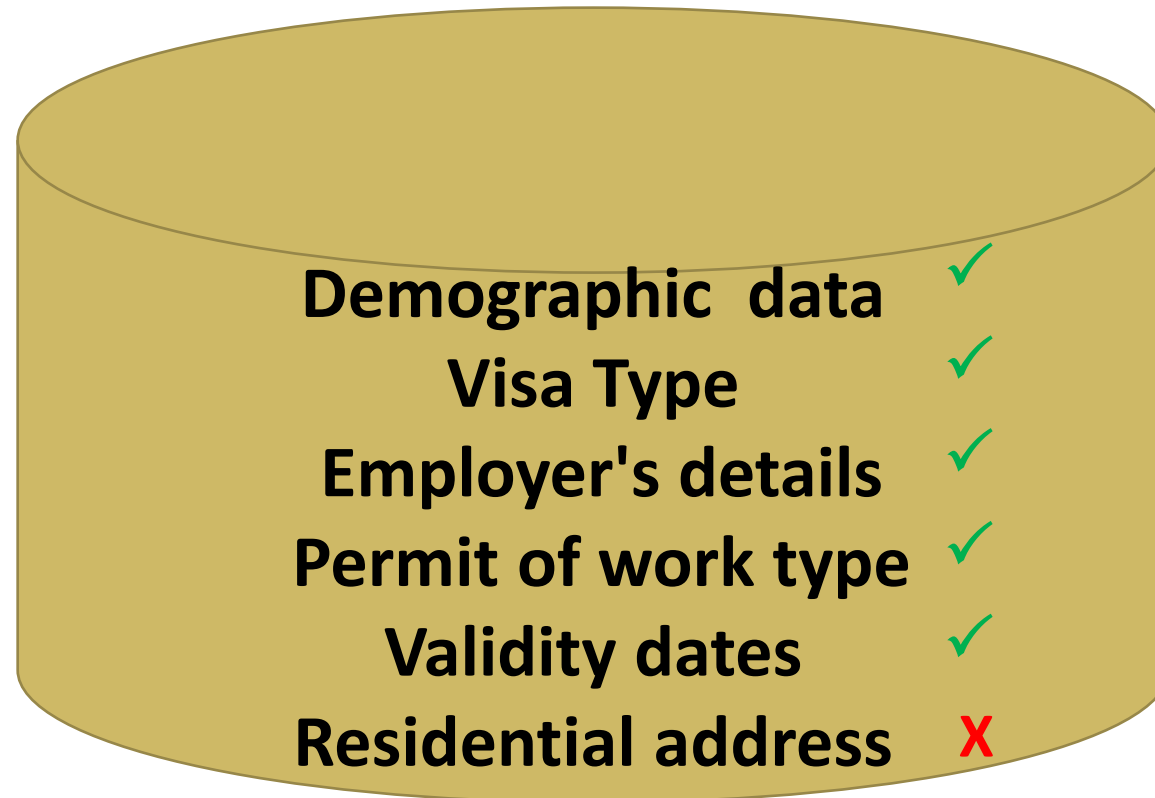 Demographic data ✓
Visa Type ✓
Employer's details ✓
Permit of work type ✓
Validity dates ✓
Residential address X